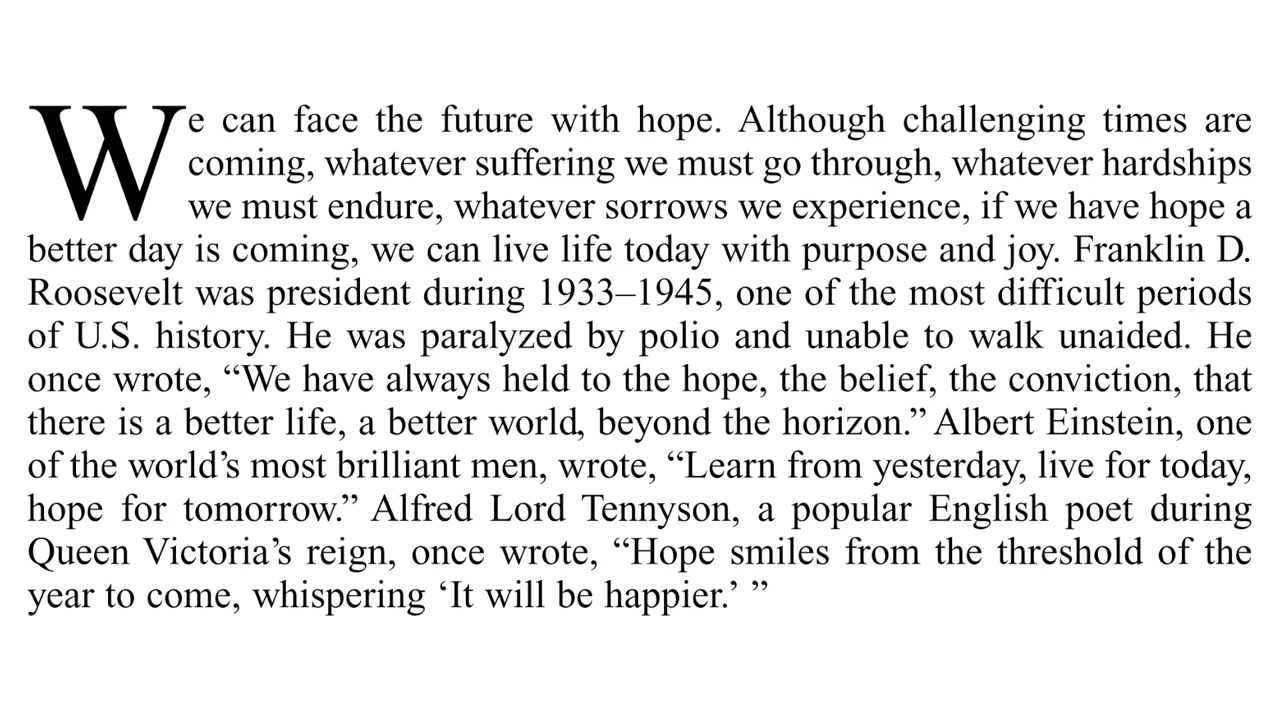 We can face the future with hope. Although challenging times are
coming, whatever suffering we must go through, whatever hardships
we must endure, whatever sorrows we experience, if we have hope a
better day is coming, we can live life today with purpose and joy. Franklin D.
Roosevelt was president during 1933–1945, one of the most difficult periods
of U.S. history. He was paralyzed by polio and unable to walk unaided. He
once wrote, “We have always held to the hope, the belief, the conviction, that
there is a better life, a better world, beyond the horizon.” Albert Einstein, one
of the world’s most brilliant men, wrote, “Learn from yesterday, live for today,
hope for tomorrow.” Alfred Lord Tennyson, a popular English poet during
Queen Victoria’s reign, once wrote, “Hope smiles from the threshold of the
year to come, whispering ‘It will be happier.’ ”